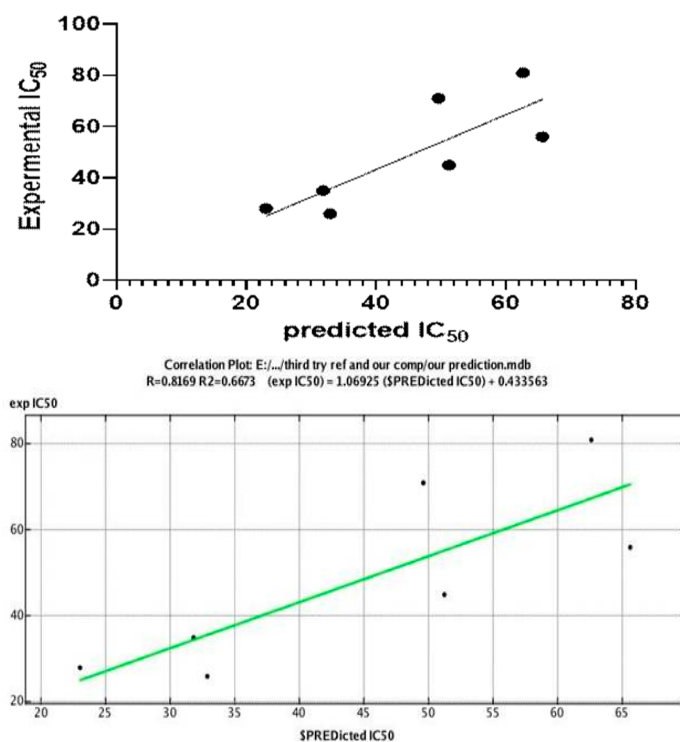 100
80
60
40
20
0
Expermental IC50
0 20 40 60 80
predicted IC50
Correlation Plot: E:/.../third try ref and our comp/our prediction.mdb
R=0.8169 R2=0.6673 (exp IC50) = 1.06925 ($PREDicted IC50) + 0.433563
exp IC50
80
60
40
20
20 25 30 35 40 45 50 55 60 65
$PREDicted IC50